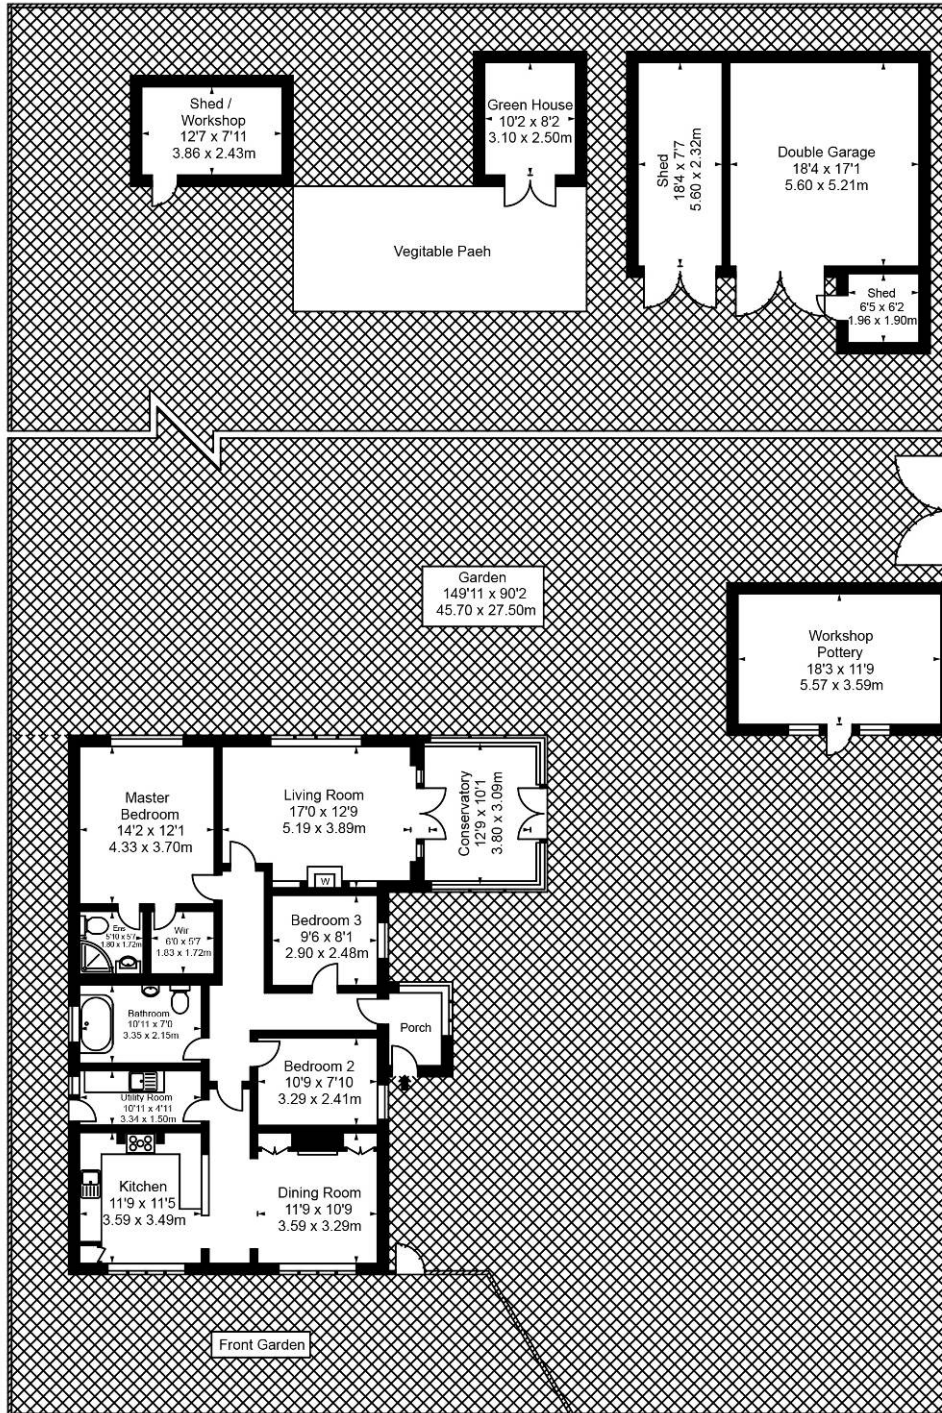 Shed /
Workshop
12'7 x 7'11
3.86 x 2.43m
Green House
10'2 x 8'2
3.10 x 2.50m
Shed
18'4 x 7'7
5.60 x 2.32m
Double Garage
18'4 x 17'1
5.60 x 5.21m
Vegitable Paeh
Shed
6'5 x 6'2
1.96 x 1.90m
Garden
149'11 x 90'2
45.70 x 27.50m
Workshop
Pottery
18'3 x 11'9
5.57 x 3.59m
Master
Bedroom
14'2 x 12'1
4.33 x 3.70m
Living Room
17'0 x 12'9
5.19 x 3.89m
Conservatory
12'9 x 10'1
3.80 x 3.09m
W
Ens
5'10 x 5'7
1.80 x 1.72m
Wir
6'0 x 5'7
1.83 x 1.72m
Bedroom 3
9'6 x 8'1
2.90 x 2.48m
Bathroom
10'11 x 7'0
3.35 x 2.15m
Porch
Bedroom 2
10'9 x 7'10
3.29 x 2.41m
Utility Room
10'11 x 4'11
3.34 x 1.50m
Kitchen
11'9 x 11'5
3.59 x 3.49m
Dining Room
11'9 x 10'9
3.59 x 3.29m
Front Garden